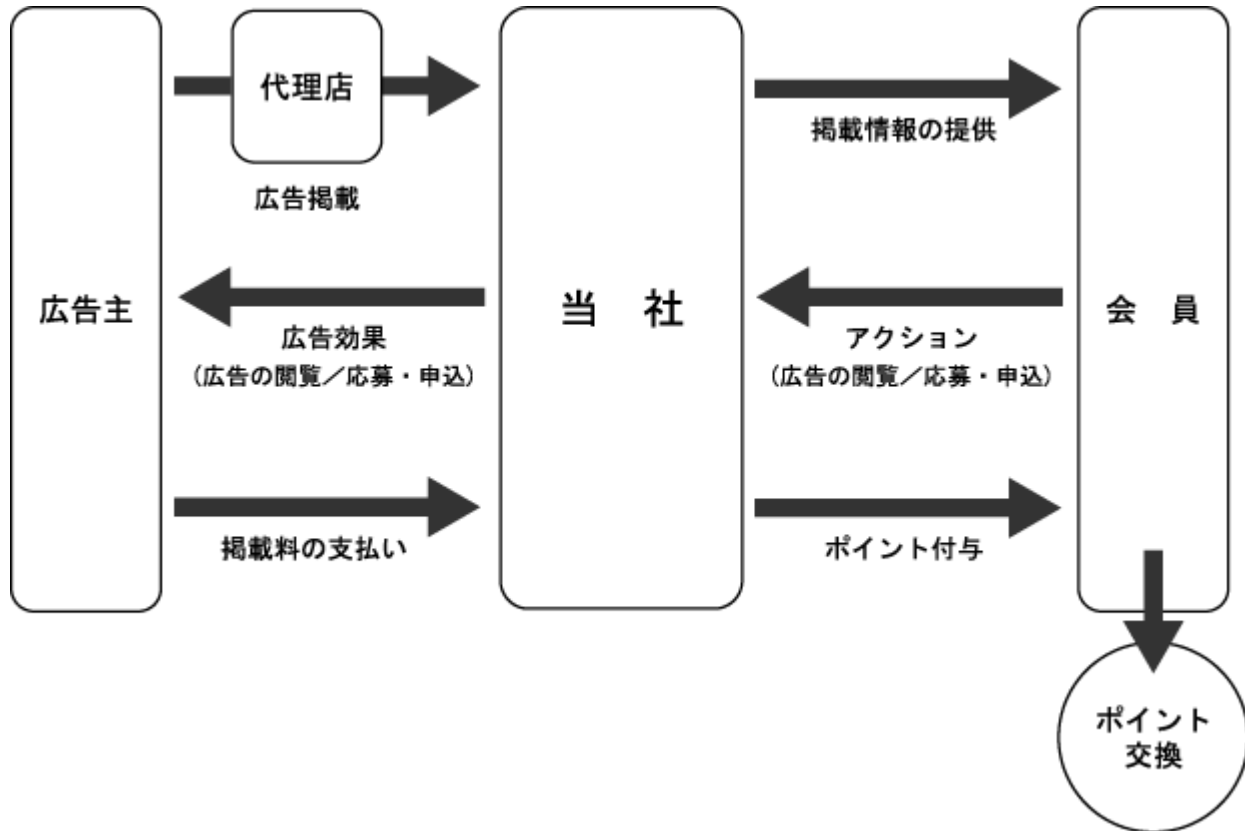 代理店
広告掲載
掲載情報の提供
広告主
当 社
会 員
広告効果
(広告の閲覧／応募・申込)
アクション
(広告の閲覧／応募・申込)
掲載料の支払い
ポイント付与
ポイント
交換